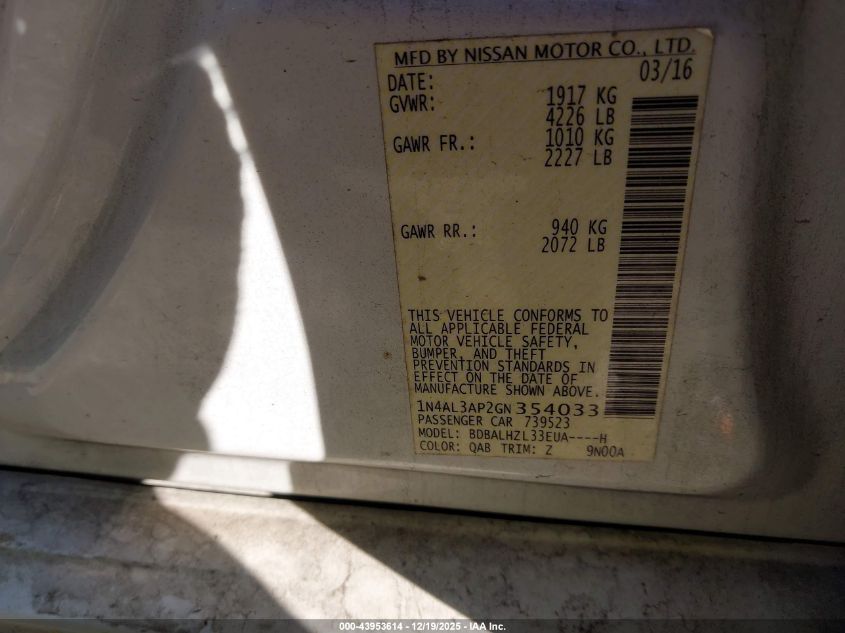 MFD BY NISSAN MOTOR CO., LTD.
DATE: 03/16
GVWR: 1917 KG
4226 LB
GAWR FR.: 1010 KG
2227 LB
GAWR RR.: 940 KG
2072 LB
THIS VEHICLE CONFORMS TO
ALL APPLICABLE FEDERAL
MOTOR VEHICLE SAFETY,
BUMPER, AND THEFT
PREVENTION STANDARDS IN
EFFECT ON THE DATE OF
MANUFACTURE SHOWN ABOVE.
1N4AL3AP2GN354033
PASSENGER CAR 739523
MODEL: BDBALHZL33EUA----H
COLOR: QAB TRIM: Z 9N00A
000-43953614 - 12/19/2025 - IAA Inc.